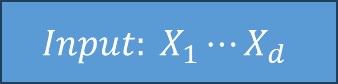 Input: X₁ ⋯ X_d